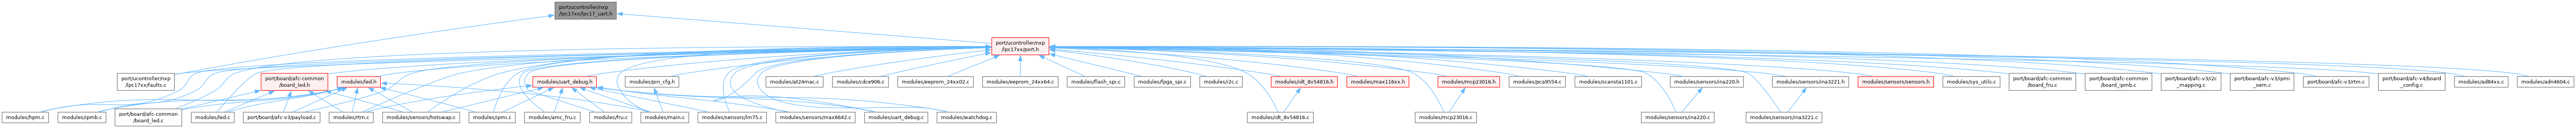 port/ucontroller/nxp
/lpc17xx/lpc17_uart.h
port/ucontroller/nxp
/lpc17xx/port.h
port/ucontroller/nxp
/lpc17xx/faults.c
port/board/afc-common
/board_led.h
modules/led.h
modules/uart_debug.h
modules/pin_cfg.h
modules/at24mac.c
modules/cdce906.c
modules/eeprom_24xx02.c
modules/eeprom_24xx64.c
modules/flash_spi.c
modules/fpga_spi.c
modules/i2c.c
modules/idt_8v54816.h
modules/max116xx.h
modules/mcp23016.h
modules/pca9554.c
modules/scansta1101.c
modules/sensors/ina220.h
modules/sensors/ina3221.h
modules/sensors/sensors.h
modules/sys_utils.c
port/board/afc-common
/board_fru.c
port/board/afc-common
/board_ipmb.c
port/board/afc-v3/i2c
_mapping.c
port/board/afc-v3/ipmi
_oem.c
port/board/afc-v3/rtm.c
port/board/afc-v4/board
_config.c
modules/ad84xx.c
modules/adn4604.c
modules/hpm.c
modules/ipmb.c
port/board/afc-common
/board_led.c
modules/led.c
port/board/afc-v3/payload.c
modules/rtm.c
modules/sensors/hotswap.c
modules/ipmi.c
modules/amc_fru.c
modules/fru.c
modules/main.c
modules/sensors/lm75.c
modules/sensors/max6642.c
modules/uart_debug.c
modules/watchdog.c
modules/idt_8v54816.c
modules/mcp23016.c
modules/sensors/ina220.c
modules/sensors/ina3221.c